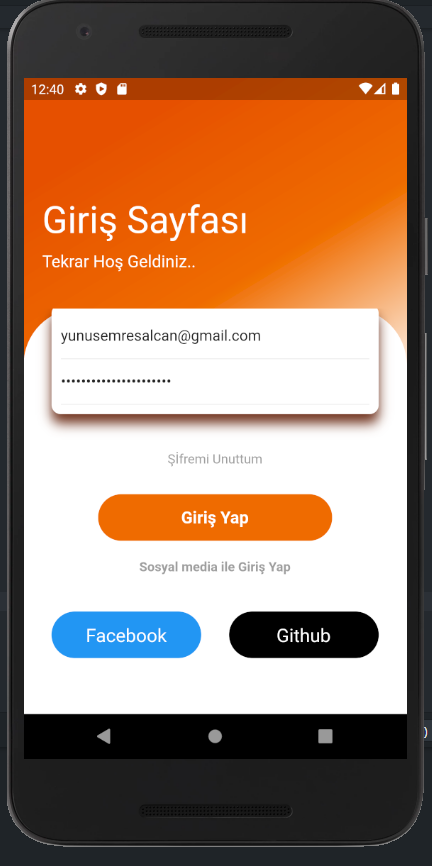 12:40
Giriş Sayfası
Tekrar Hoş Geldiniz..
yunusemresalcan@gmail.com
••••••••••••••••••••••
Şİfremi Unuttum
Giriş Yap
Sosyal media ile Giriş Yap
Facebook
Github